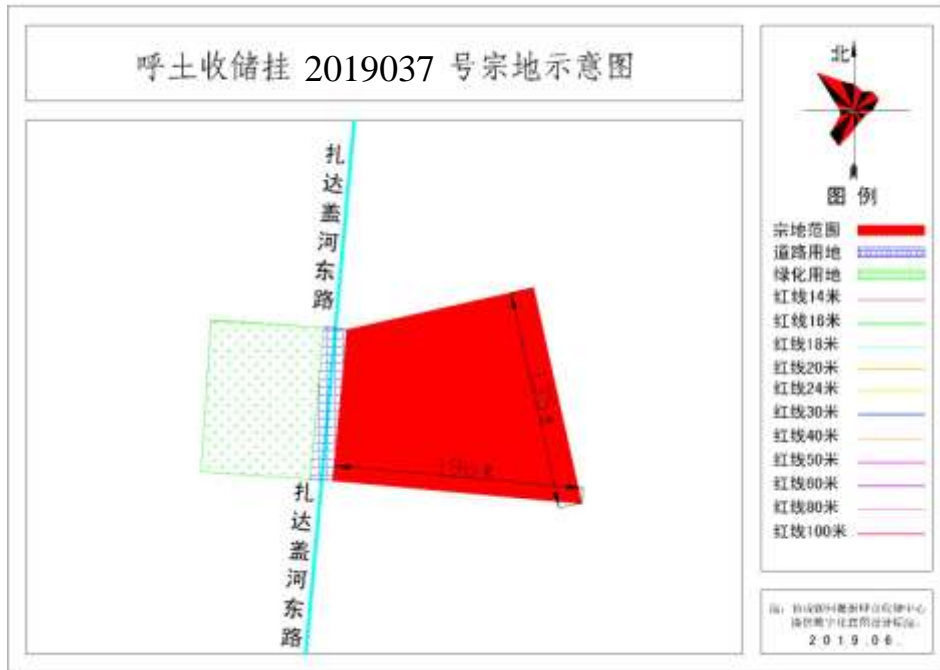 呼土收储挂 2019037 号宗地示意图
扎达盖河东路
扎达盖河东路
北
图 例
宗地范围
道路用地
绿化用地
红线14米
红线16米
红线18米
红线20米
红线24米
红线30米
红线40米
红线50米
红线60米
红线80米
红线100米
2019.06.